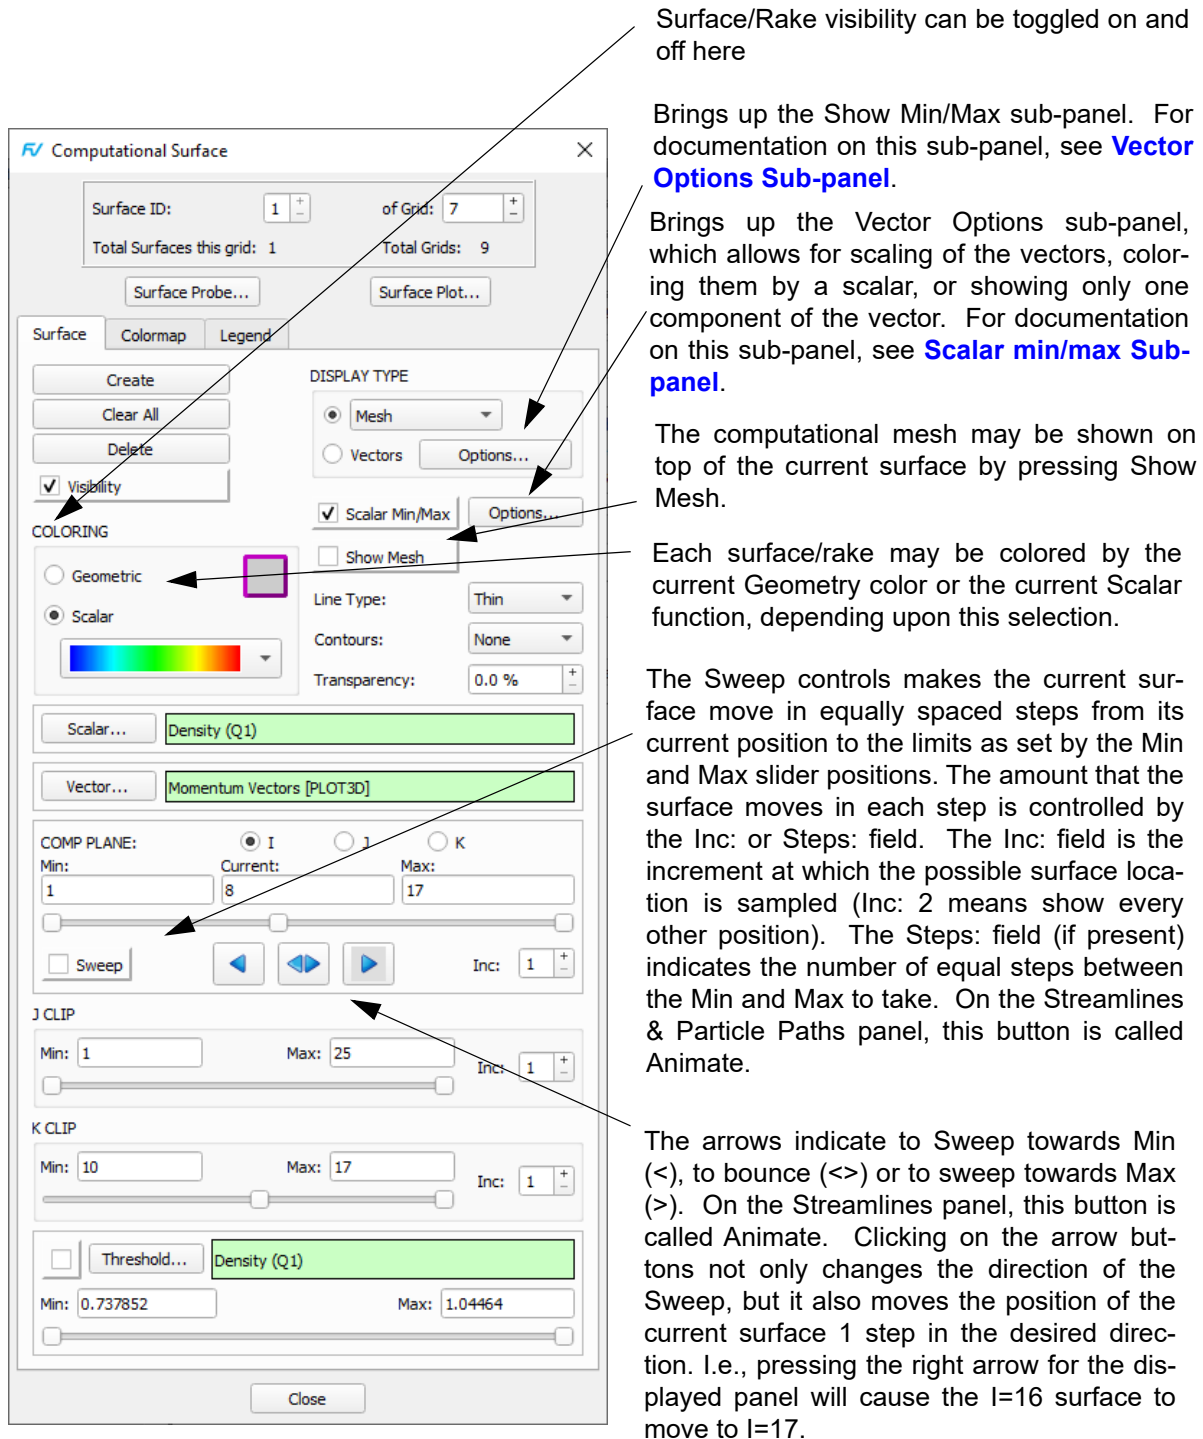 Surface/Rake visibility can be toggled on and
off here
Brings up the Show Min/Max sub-panel. For
documentation on this sub-panel, see Vector
Options Sub-panel.
Brings up the Vector Options sub-panel,
which allows for scaling of the vectors, color-
ing them by a scalar, or showing only one
component of the vector. For documentation
on this sub-panel, see Scalar min/max Sub-
panel.
The computational mesh may be shown on
top of the current surface by pressing Show
Mesh.
Each surface/rake may be colored by the
current Geometry color or the current Scalar
function, depending upon this selection.
The Sweep controls makes the current sur-
face move in equally spaced steps from its
current position to the limits as set by the Min
and Max slider positions. The amount that the
surface moves in each step is controlled by
the Inc: or Steps: field. The Inc: field is the
increment at which the possible surface loca-
tion is sampled (Inc: 2 means show every
other position). The Steps: field (if present)
indicates the number of equal steps between
the Min and Max to take. On the Streamlines
& Particle Paths panel, this button is called
Animate.
The arrows indicate to Sweep towards Min
(<), to bounce (<>) or to sweep towards Max
(>). On the Streamlines panel, this button is
called Animate. Clicking on the arrow but-
tons not only changes the direction of the
Sweep, but it also moves the position of the
current surface 1 step in the desired direc-
tion. I.e., pressing the right arrow for the dis-
played panel will cause the I=16 surface to
move to I=17.
FV Computational Surface
Surface ID: 1 of Grid: 7
Total Surfaces this grid: 1 Total Grids: 9
Surface Probe... Surface Plot...
Surface Colormap Legend
Create
Clear All
Delete
Visibility
DISPLAY TYPE
Mesh
Vectors Options...
Scalar Min/Max Options...
Show Mesh
COLORING
Geometric
Scalar
Line Type: Thin
Contours: None
Transparency: 0.0 %
Scalar... Density (Q1)
Vector... Momentum Vectors [PLOT3D]
COMP PLANE: I J K
Min: Current: Max:
1 8 17
Sweep Inc: 1
J CLIP
Min: 1 Max: 25 Inc: 1
K CLIP
Min: 10 Max: 17 Inc: 1
Threshold... Density (Q1)
Min: 0.737852 Max: 1.04464
Close